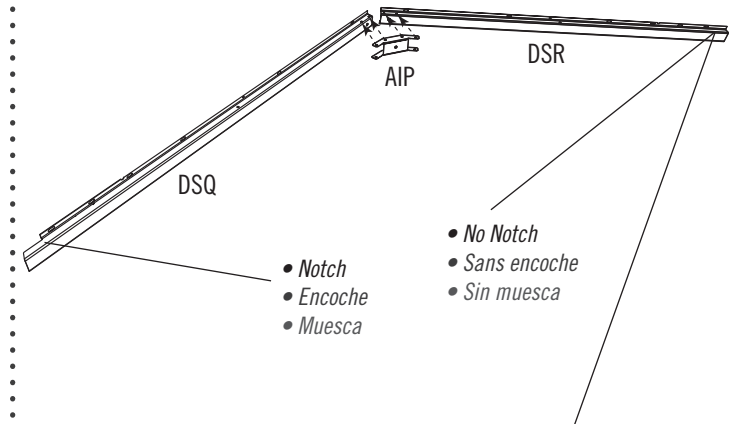 DSR
AIP
DSQ
• Notch
• Encoche
• Muesca
• No Notch
• Sans encoche
• Sin muesca